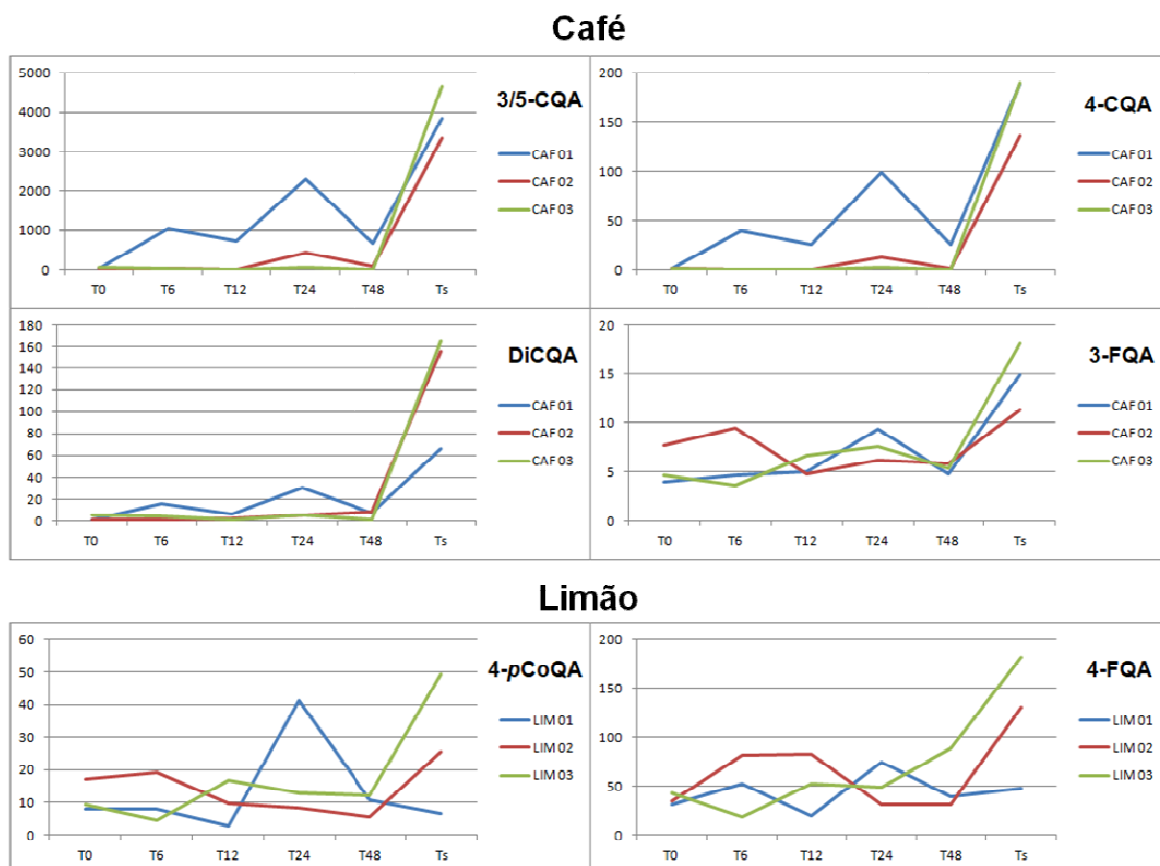 Café
3/5-CQA
5000
4000
3000
2000
1000
0
T0 T6 T12 T24 T48 Ts
CAF01
CAF02
CAF03
4-CQA
200
150
100
50
0
T0 T6 T12 T24 T48 Ts
CAF01
CAF02
CAF03
DiCQA
180
160
140
120
100
80
60
40
20
0
T0 T6 T12 T24 T48 Ts
CAF01
CAF02
CAF03
3-FQA
20
15
10
5
0
T0 T6 T12 T24 T48 Ts
CAF01
CAF02
CAF03
Limão
4-pCoQA
60
50
40
30
20
10
0
T0 T6 T12 T24 T48 Ts
LIM01
LIM02
LIM03
4-FQA
200
150
100
50
0
T0 T6 T12 T24 T48 Ts
LIM01
LIM02
LIM03